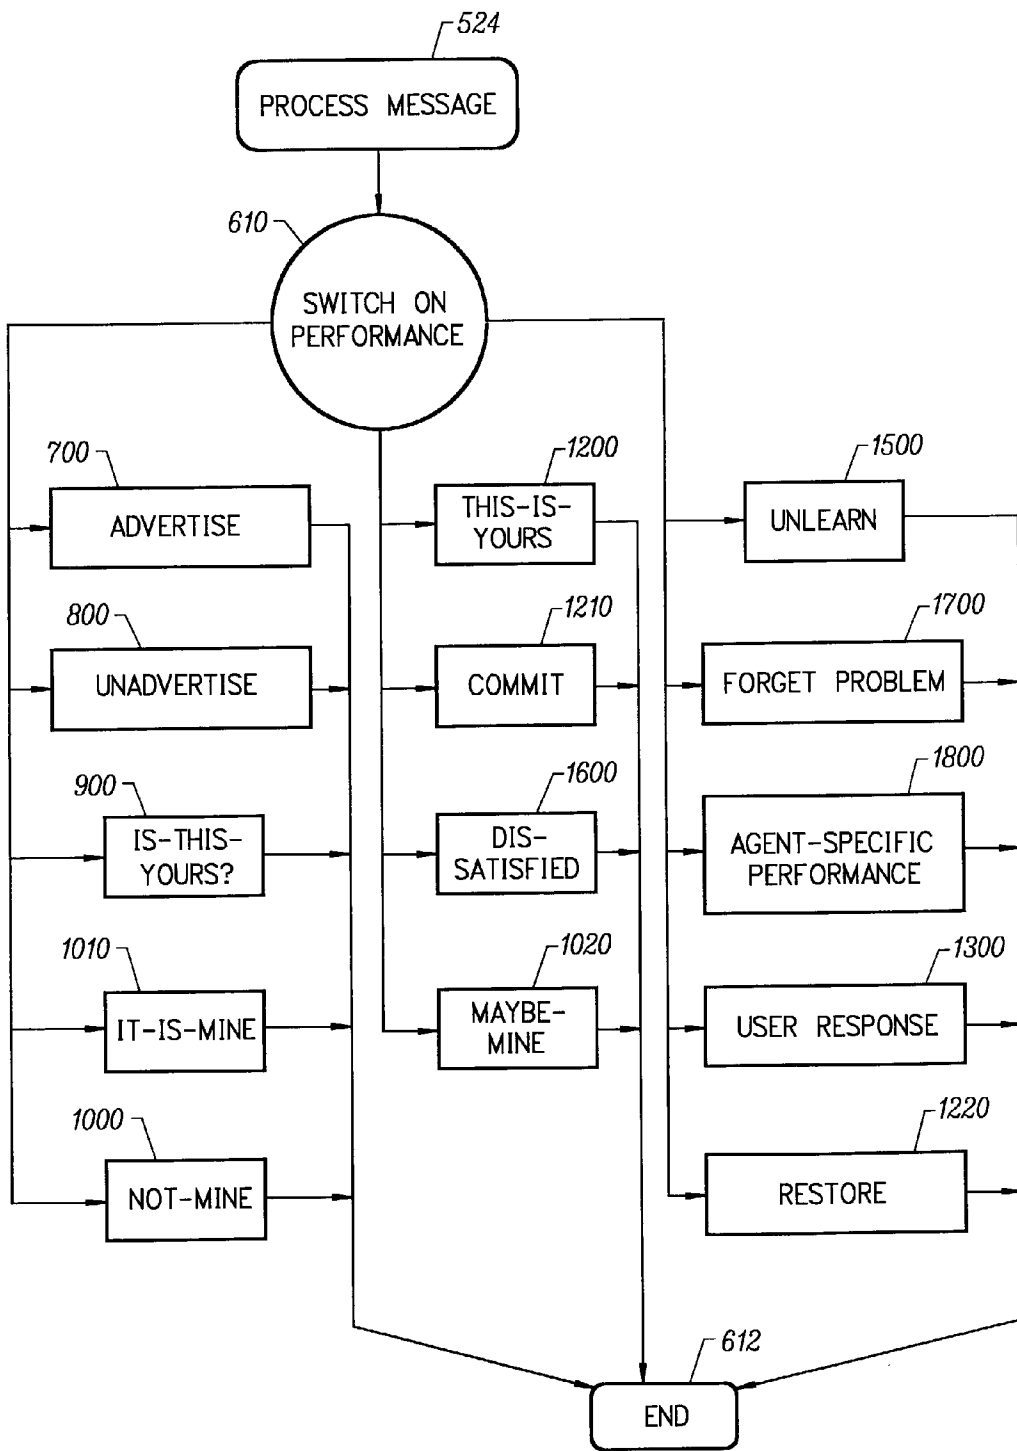 524
PROCESS MESSAGE
610
SWITCH ON
PERFORMANCE
700
ADVERTISE
800
UNADVERTISE
900
IS-THIS-
YOURS?
1010
IT-IS-MINE
1000
NOT-MINE
1200
THIS-IS-
YOURS
1210
COMMIT
1600
DIS-
SATISFIED
1020
MAYBE-
MINE
1500
UNLEARN
1700
FORGET PROBLEM
1800
AGENT-SPECIFIC
PERFORMANCE
1300
USER RESPONSE
1220
RESTORE
612
END